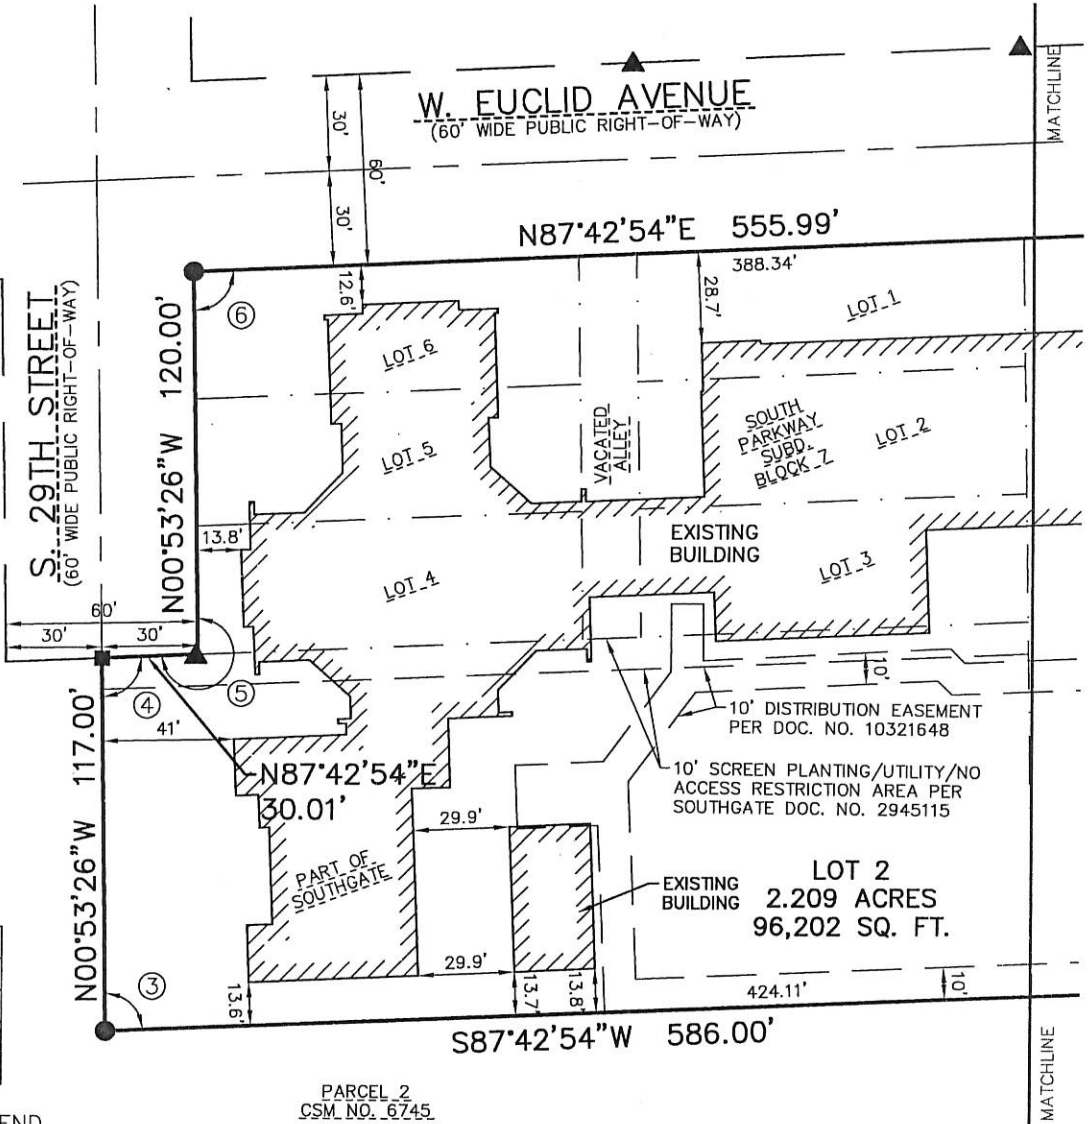 MATCHLINE
W. EUCLID AVENUE
(60' WIDE PUBLIC RIGHT-OF-WAY)
30'
60'
30'
N87°42'54"E 555.99'
388.34'
12.6'
28.7'
6
S. 29TH STREET
(60' WIDE PUBLIC RIGHT-OF-WAY)
N00°53'26"W 120.00'
LOT 1
LOT 6
LOT 5
VACATED
ALLEY
SOUTH
PARKWAY
SUBD.
BLOCK 7
LOT 2
13.8'
EXISTING
BUILDING
LOT 4
LOT 3
60'
30'
30'
10'
4
5
41'
10' DISTRIBUTION EASEMENT
PER DOC. NO. 10321648
N87°42'54"E
30.01'
10' SCREEN PLANTING/UTILITY/NO
ACCESS RESTRICTION AREA PER
SOUTHGATE DOC. NO. 2945115
N00°53'26"W 117.00'
29.9'
PART OF
SOUTHGATE
EXISTING
BUILDING
LOT 2
2.209 ACRES
96,202 SQ. FT.
29.9'
3
13.6'
13.7'
13.8'
424.11'
10'
S87°42'54"W 586.00'
MATCHLINE
PARCEL 2
CSM NO. 6745
END